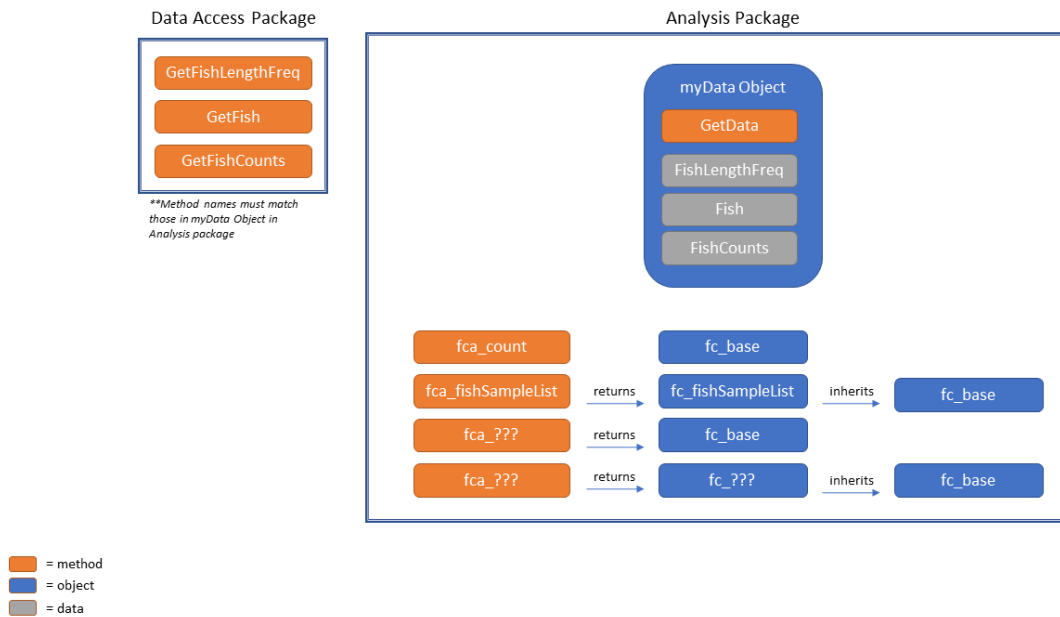 Data Access Package
Analysis Package
GetFishLengthFreq
GetFish
GetFishCounts
**Method names must match
those in myData Object in
Analysis package
myData Object
GetData
FishLengthFreq
Fish
FishCounts
fca_count
fc_base
fca_fishSampleList
returns
fc_fishSampleList
inherits
fc_base
fca_???
returns
fc_base
fca_???
returns
fc_???
inherits
fc_base
= method
= object
= data